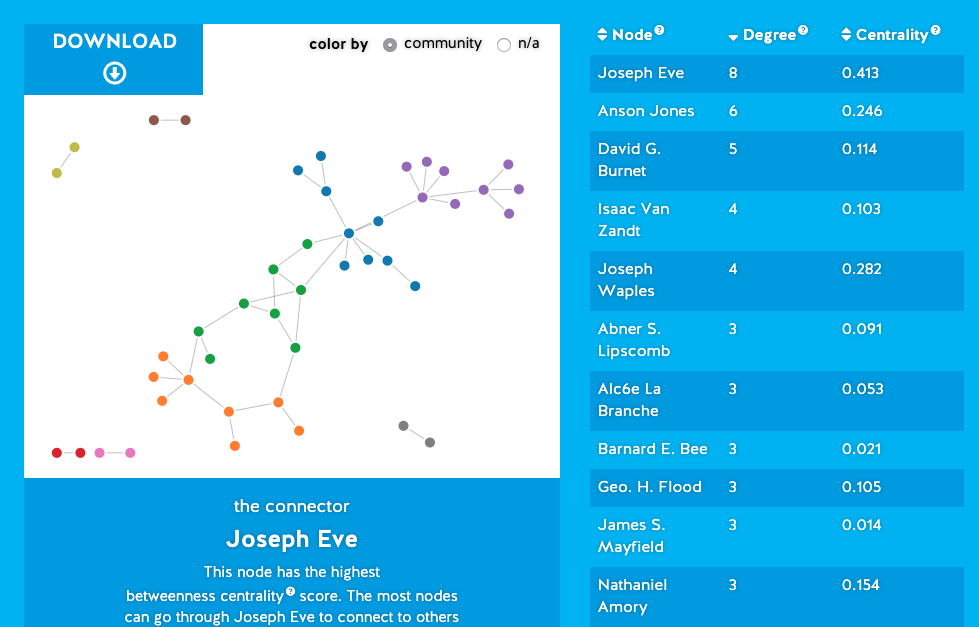 DOWNLOAD
color by community n/a
the connector
Joseph Eve
This node has the highest
betweenness centrality? score. The most nodes
can go through Joseph Eve to connect to others
Node? Degree? Centrality?
Joseph Eve 8 0.413
Anson Jones 6 0.246
David G. 5 0.114
Burnet
Isaac Van 4 0.103
Zandt
Joseph 4 0.282
Waples
Abner S. 3 0.091
Lipscomb
Alc6e La 3 0.053
Branche
Barnard E. Bee 3 0.021
Geo. H. Flood 3 0.105
James S. 3 0.014
Mayfield
Nathaniel 3 0.154
Amory